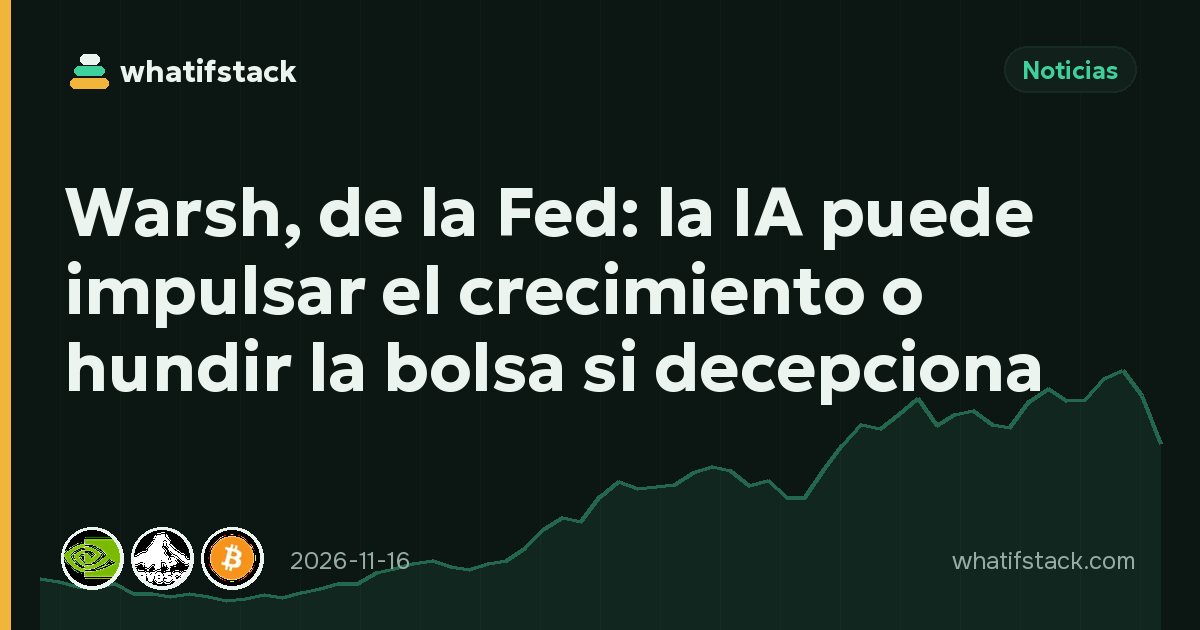 whatifstack
Noticias
Warsh, de la Fed: la IA puede
impulsar el crecimiento o
hundir la bolsa si decepciona
2026-11-16
whatifstack.com